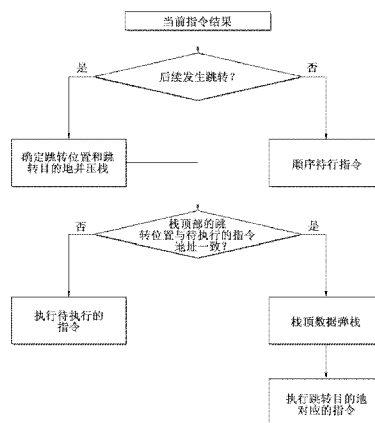 当前指令结果
是
后续发生跳转？
否
确定跳转位置和跳
转目的地并压栈
顺序持行指令
否
栈顶部的跳
转位置与待执行的指令
地址一致？
是
执行待执行的
指令
栈顶数据弹栈
执行跳转目的地
对应的指令